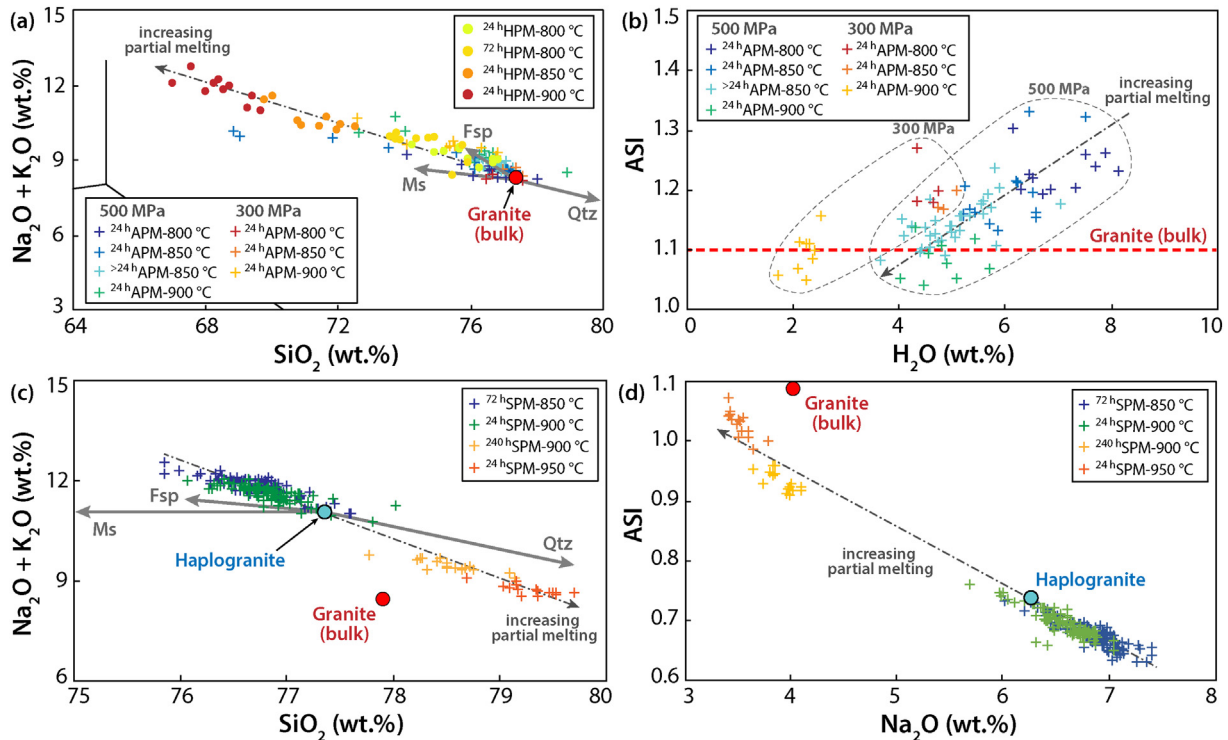 (a)
Na₂O + K₂O (wt.%)
15
12
9
6
3
64
68
72
76
80
SiO₂ (wt.%)
increasing
partial melting
24 hHPM-800 °C
72 hHPM-800 °C
24 hHPM-850 °C
24 hHPM-900 °C
Fsp
Ms
Qtz
Granite
(bulk)
500 MPa
24 hAPM-800 °C
24 hAPM-850 °C
>24 hAPM-850 °C
24 hAPM-900 °C
300 MPa
24 hAPM-800 °C
24 hAPM-850 °C
24 hAPM-900 °C
(b)
ASI
1.5
1.4
1.3
1.2
1.1
1.0
0
2
4
6
8
10
H₂O (wt.%)
500 MPa
24 hAPM-800 °C
24 hAPM-850 °C
>24 hAPM-850 °C
24 hAPM-900 °C
300 MPa
24 hAPM-800 °C
24 hAPM-850 °C
24 hAPM-900 °C
increasing
partial melting
500 MPa
300 MPa
Granite (bulk)
(c)
Na₂O + K₂O (wt.%)
15
12
9
6
75
76
77
78
79
80
SiO₂ (wt.%)
72 hSPM-850 °C
24 hSPM-900 °C
240 hSPM-900 °C
24 hSPM-950 °C
Fsp
Ms
Qtz
Haplogranite
Granite
(bulk)
increasing
partial melting
(d)
ASI
1.1
1.0
0.9
0.8
0.7
0.6
3
4
5
6
7
8
Na₂O (wt.%)
Granite
(bulk)
72 hSPM-850 °C
24 hSPM-900 °C
240 hSPM-900 °C
24 hSPM-950 °C
increasing
partial melting
Haplogranite